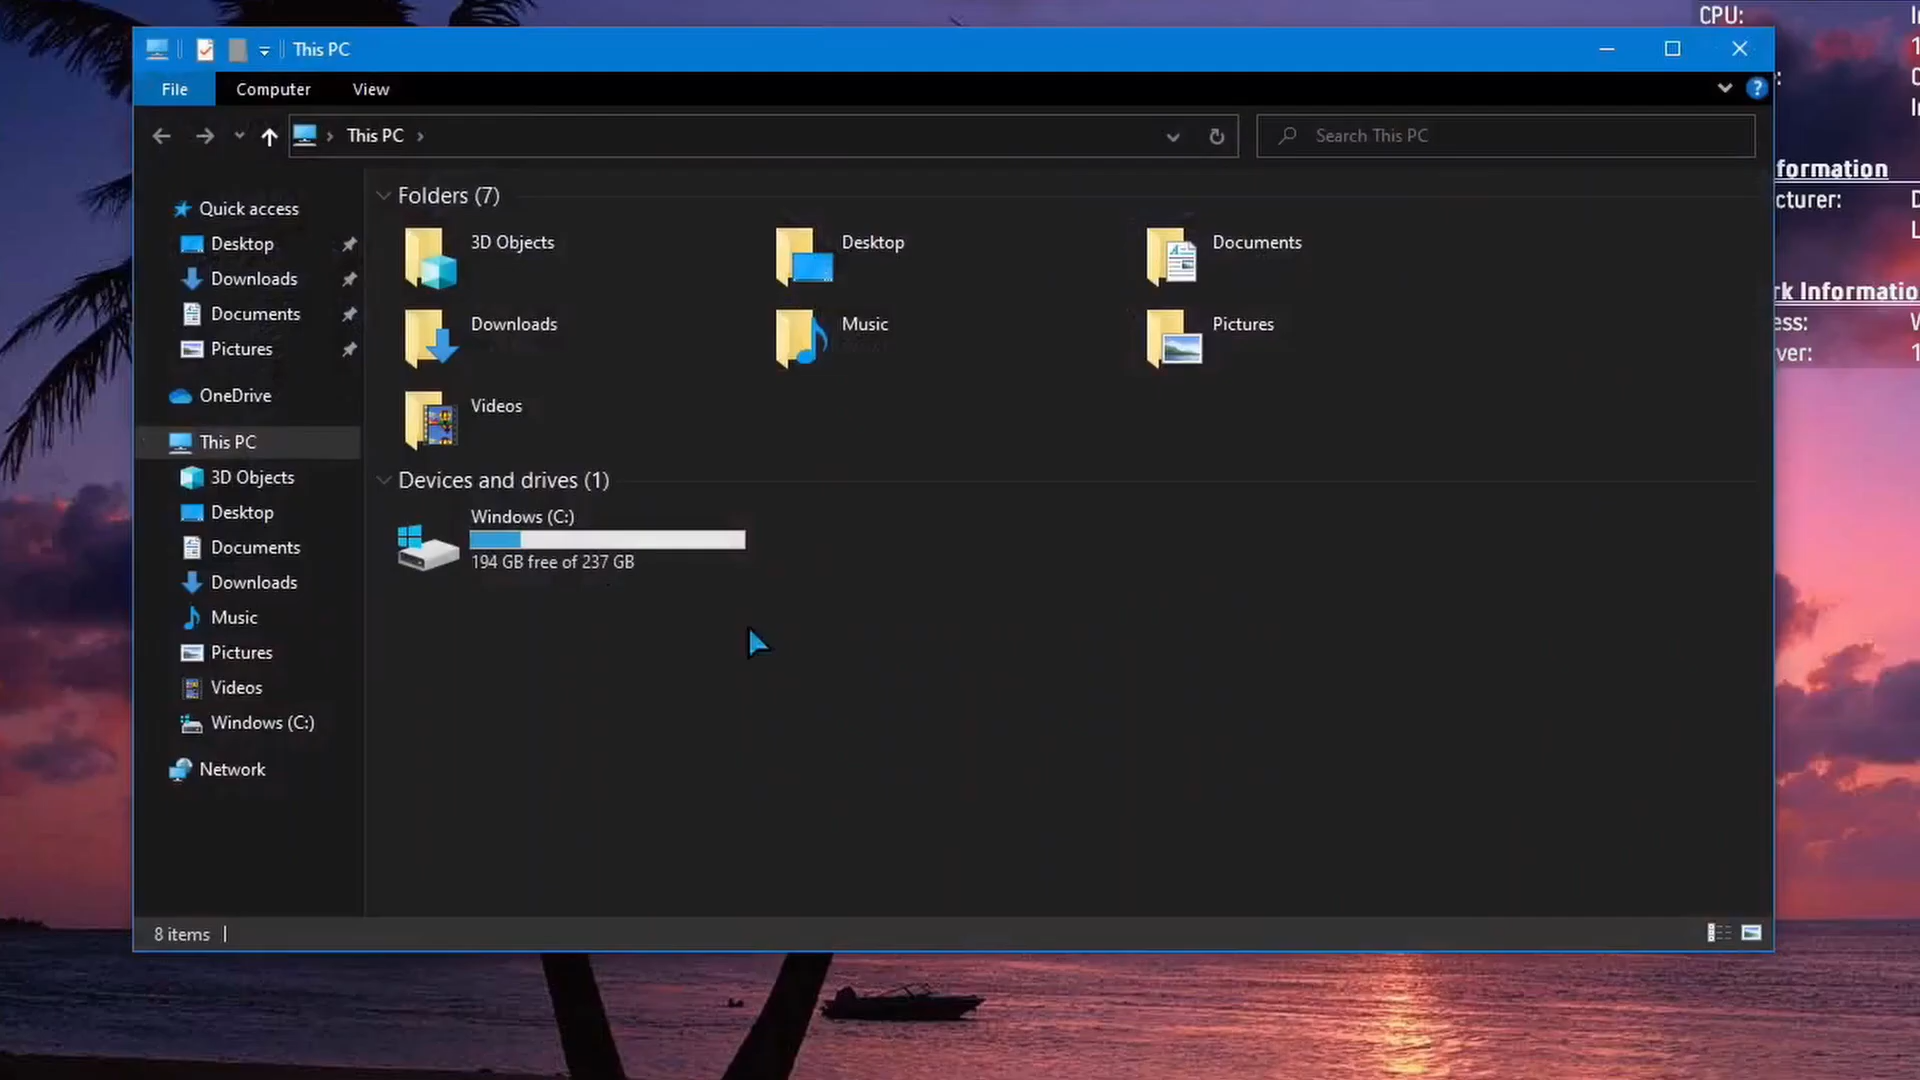 CPU:
This PC
File
Computer
View
?
This PC
Search This PC
Quick access
Desktop
Downloads
Documents
Pictures
OneDrive
This PC
3D Objects
Desktop
Documents
Downloads
Music
Pictures
Videos
Windows (C:)
Network
Folders (7)
3D Objects
Desktop
Documents
Downloads
Music
Pictures
Videos
Devices and drives (1)
Windows (C:)
194 GB free of 237 GB
8 items
formation
cturer:
rk Informatio
ess:
ver: